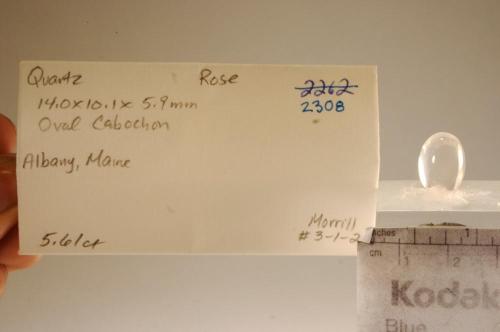 Quartz Rose 2262
14.0x10.1x 5.9mm 2308
Oval Cabochon
Albany, Maine
Morrill
5.61ct #3-1-2
inches 1
cm 1 2
Kodak
Blue